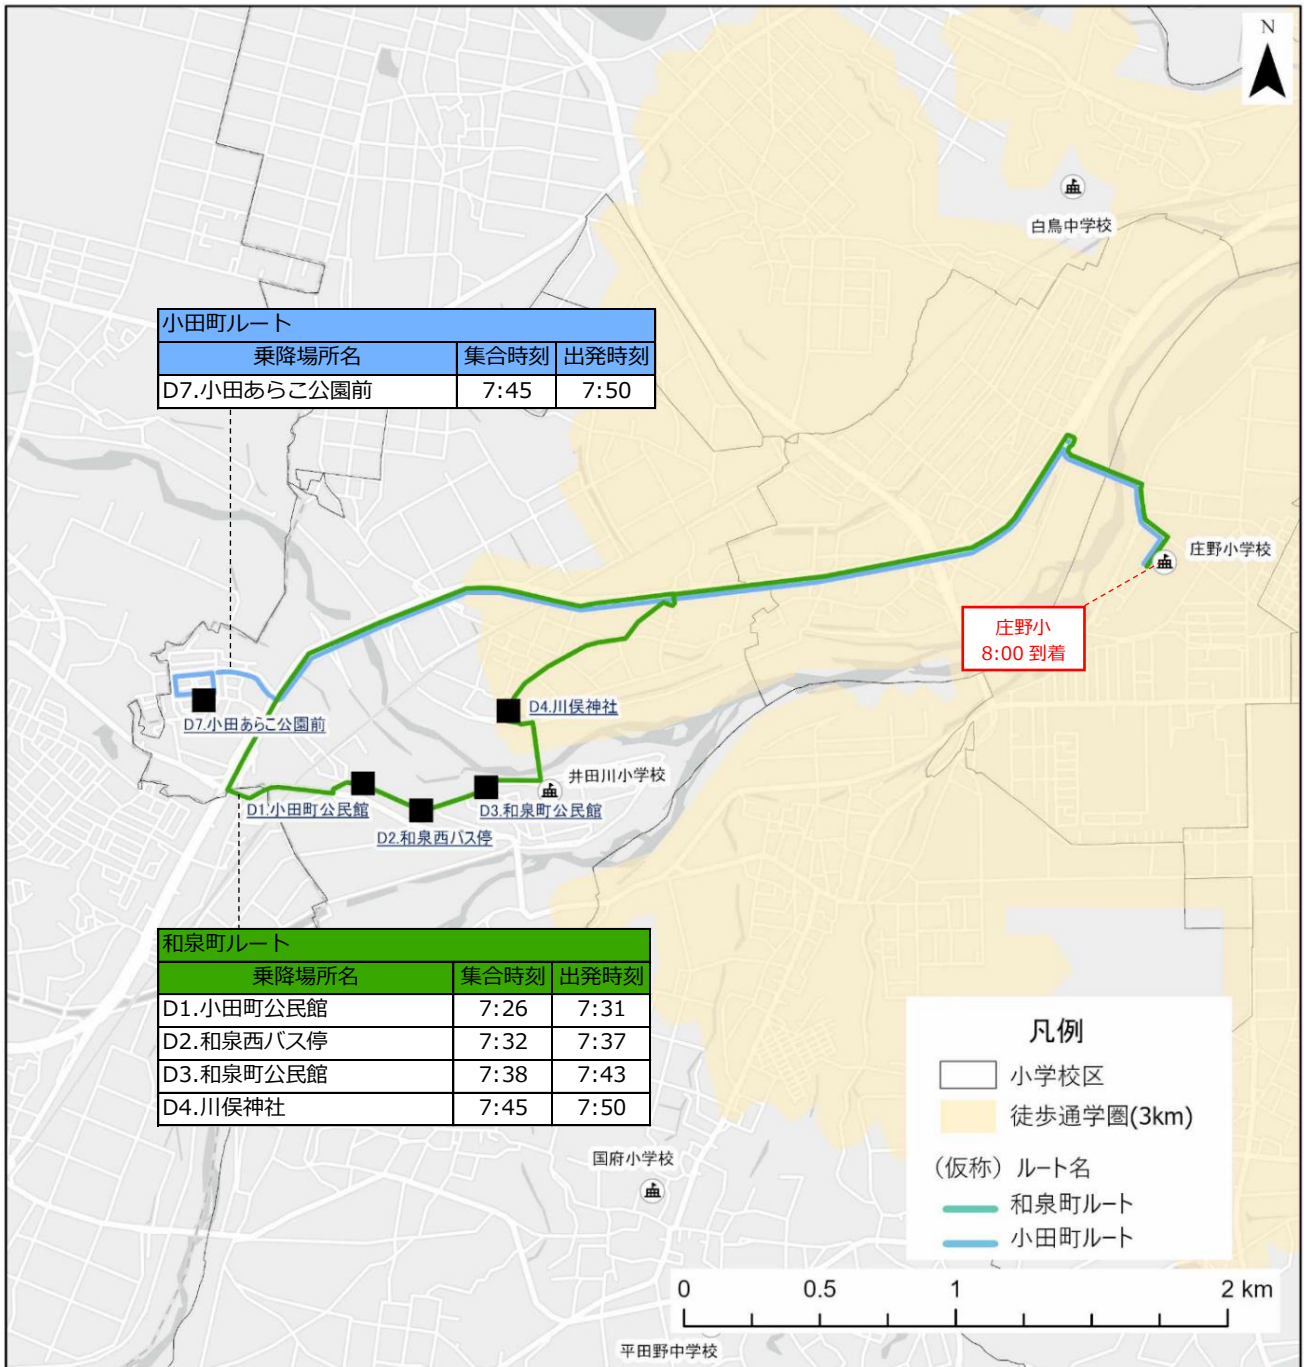 N
白鳥中学校
小田町ルート
乗降場所名 集合時刻 出発時刻
D7.小田あらこ公園前 7:45 7:50
庄野小学校
庄野小
8:00 到着
D7.小田あらこ公園前
D4.川俣神社
井田川小学校
D1.小田町公民館
D3.和泉町公民館
D2.和泉西バス停
和泉町ルート
乗降場所名 集合時刻 出発時刻
D1.小田町公民館 7:26 7:31
D2.和泉西バス停 7:32 7:37
D3.和泉町公民館 7:38 7:43
D4.川俣神社 7:45 7:50
凡例
小学校区
徒歩通学圏(3km)
（仮称）ルート名
和泉町ルート
小田町ルート
国府小学校
0 0.5 1 2 km
平田野中学校